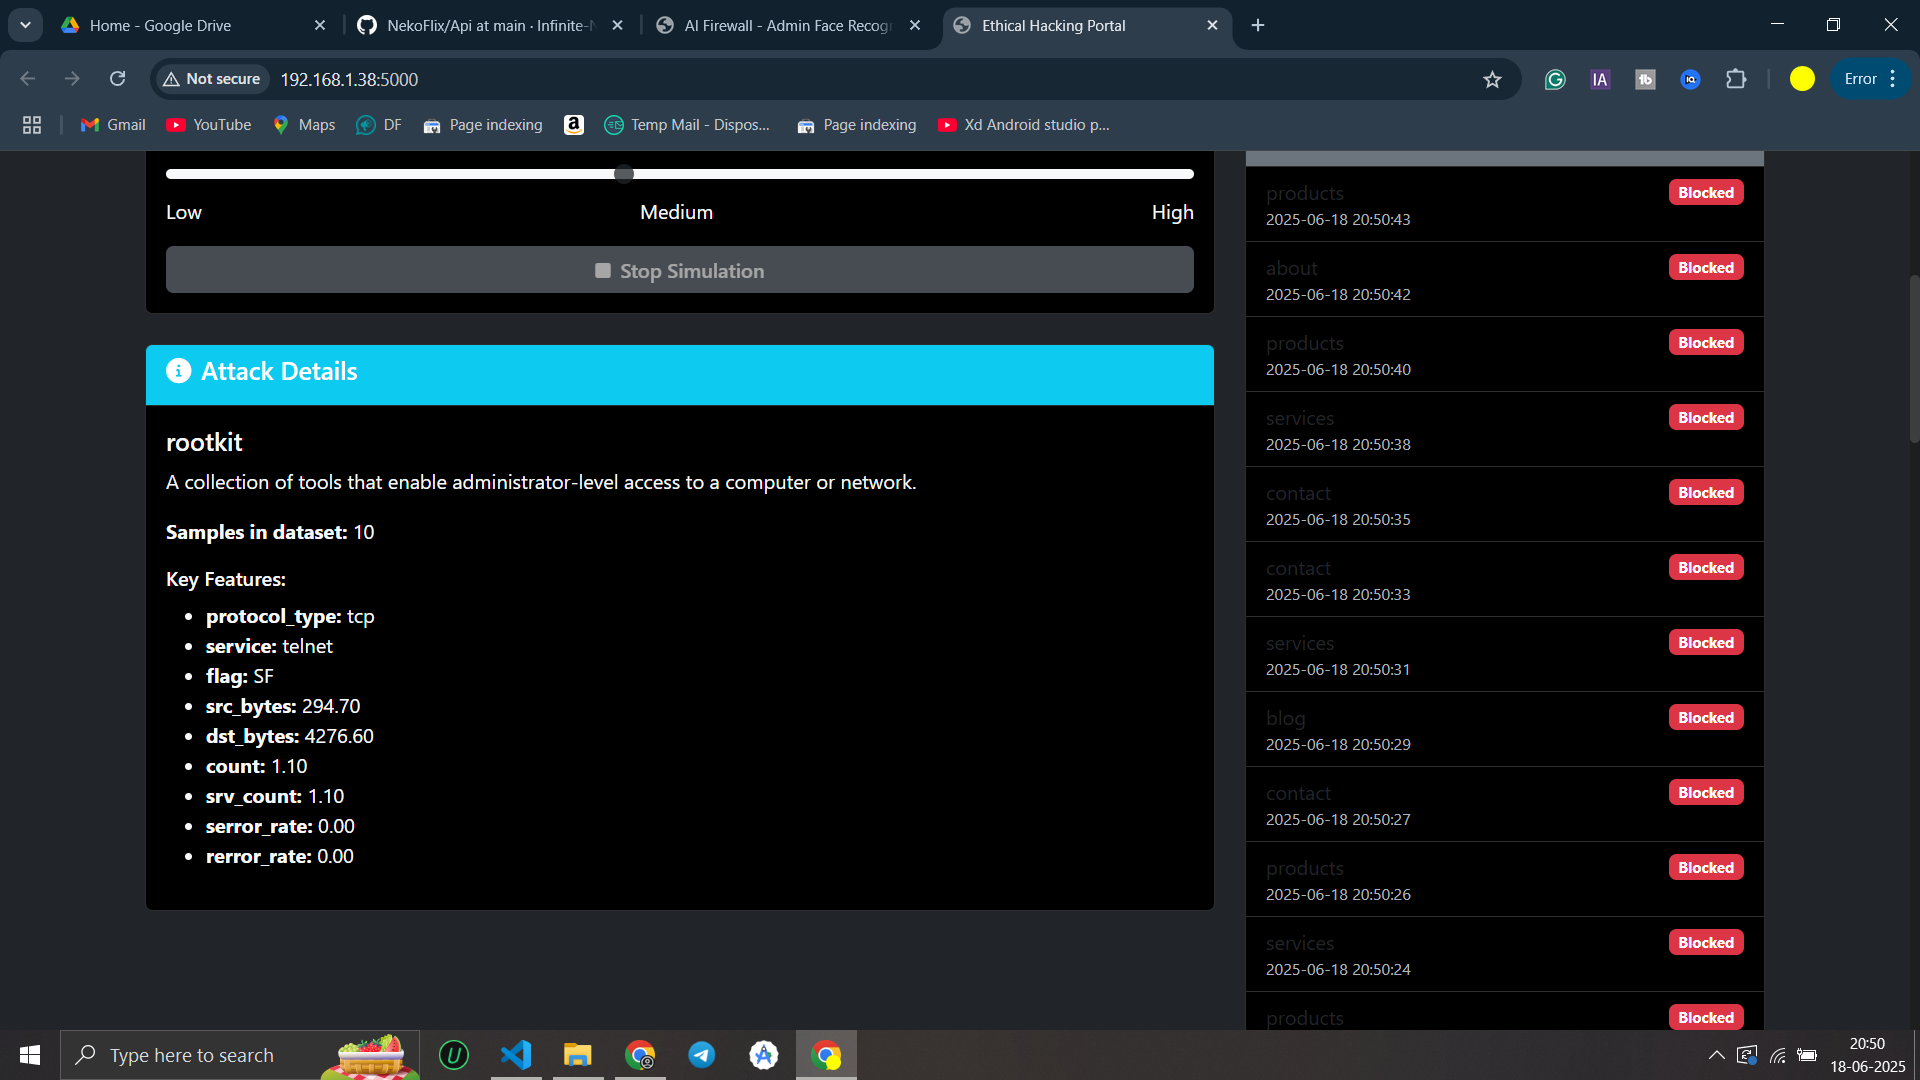 Home - Google Drive
NekoFlix/Api at main · Infinite-N
AI Firewall - Admin Face Recogn
Ethical Hacking Portal
Not secure
192.168.1.38:5000
IA
tb
IQ
Error
Gmail
YouTube
Maps
DF
Page indexing
a
Temp Mail - Dispos...
Page indexing
Xd Android studio p...
Low
Medium
High
Stop Simulation
Attack Details
rootkit
A collection of tools that enable administrator-level access to a computer or network.
Samples in dataset: 10
Key Features:
• protocol_type: tcp
• service: telnet
• flag: SF
• src_bytes: 294.70
• dst_bytes: 4276.60
• count: 1.10
• srv_count: 1.10
• serror_rate: 0.00
• rerror_rate: 0.00
products Blocked
2025-06-18 20:50:43
about Blocked
2025-06-18 20:50:42
products Blocked
2025-06-18 20:50:40
services Blocked
2025-06-18 20:50:38
contact Blocked
2025-06-18 20:50:35
contact Blocked
2025-06-18 20:50:33
services Blocked
2025-06-18 20:50:31
blog Blocked
2025-06-18 20:50:29
contact Blocked
2025-06-18 20:50:27
products Blocked
2025-06-18 20:50:26
services Blocked
2025-06-18 20:50:24
products Blocked
Type here to search
U
20:50
18-06-2025